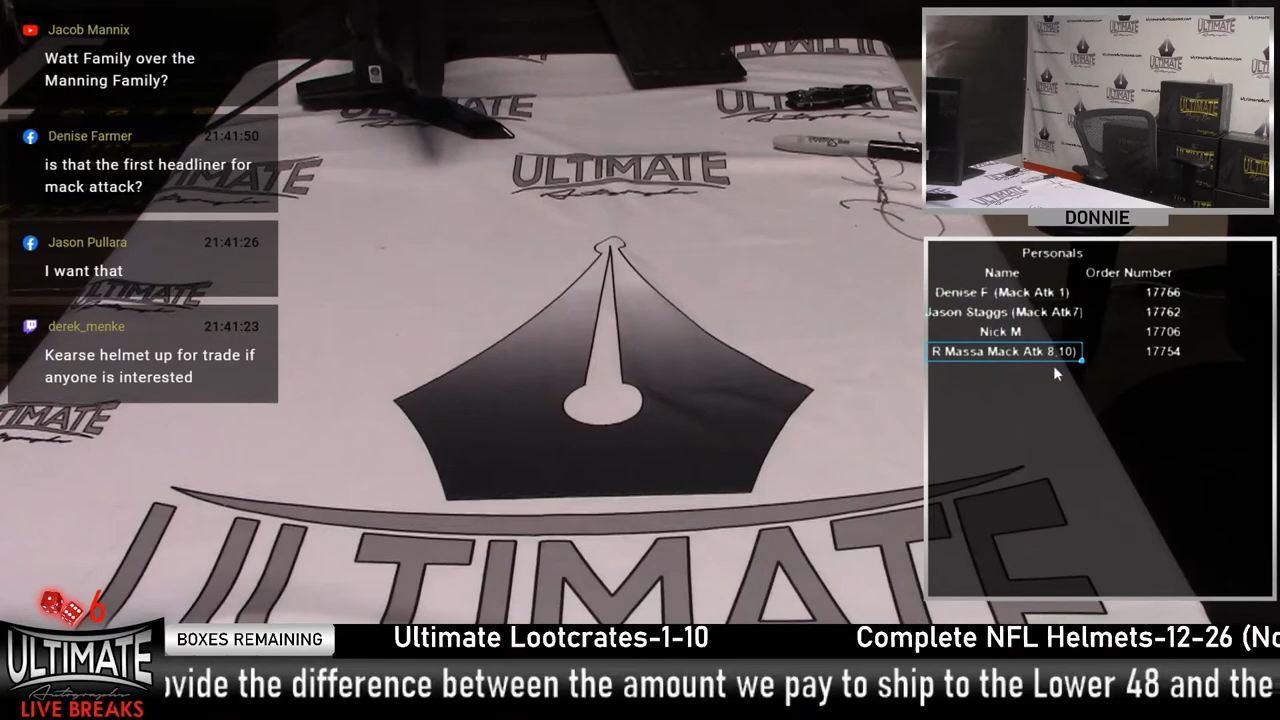 Jacob Mannix
Watt Family over the
Manning Family?
Denise Farmer 21:41:50
is that the first headliner for
mack attack?
Jason Pullara 21:41:26
I want that
derek_menke 21:41:23
Kearse helmet up for trade if
anyone is interested
ULTIMATE
Autographs
ULTIMATE
ULTIMATE
ULTIMATE
ULTIMATE
ULTIMATE
DONNIE
Personals
Name Order Number
Denise F (Mack Atk 1) 17766
Jason Staggs (Mack Atk7) 17762
Nick M 17706
R Massa Mack Atk 8,10) 17754
6
ULTIMATE
Autographs
LIVE BREAKS
BOXES REMAINING
Ultimate Lootcrates-1-10 Complete NFL Helmets-12-26 (No
ovide the difference between the amount we pay to ship to the Lower 48 and the